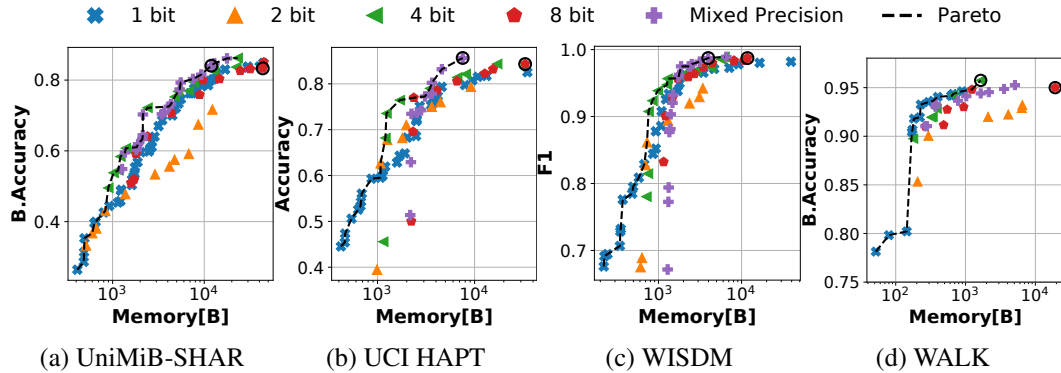 1 bit 2 bit 4 bit 8 bit Mixed Precision Pareto
B.Accuracy
0.8
0.6
0.4
10³ 10⁴
Memory[B]
(a) UniMiB-SHAR
Accuracy
0.9
0.8
0.7
0.6
0.5
0.4
10³ 10⁴
Memory[B]
(b) UCI HAPT
F1
1.0
0.9
0.8
0.7
10³ 10⁴
Memory[B]
(c) WISDM
B.Accuracy
0.95
0.90
0.85
0.80
0.75
10² 10³ 10⁴
Memory[B]
(d) WALK